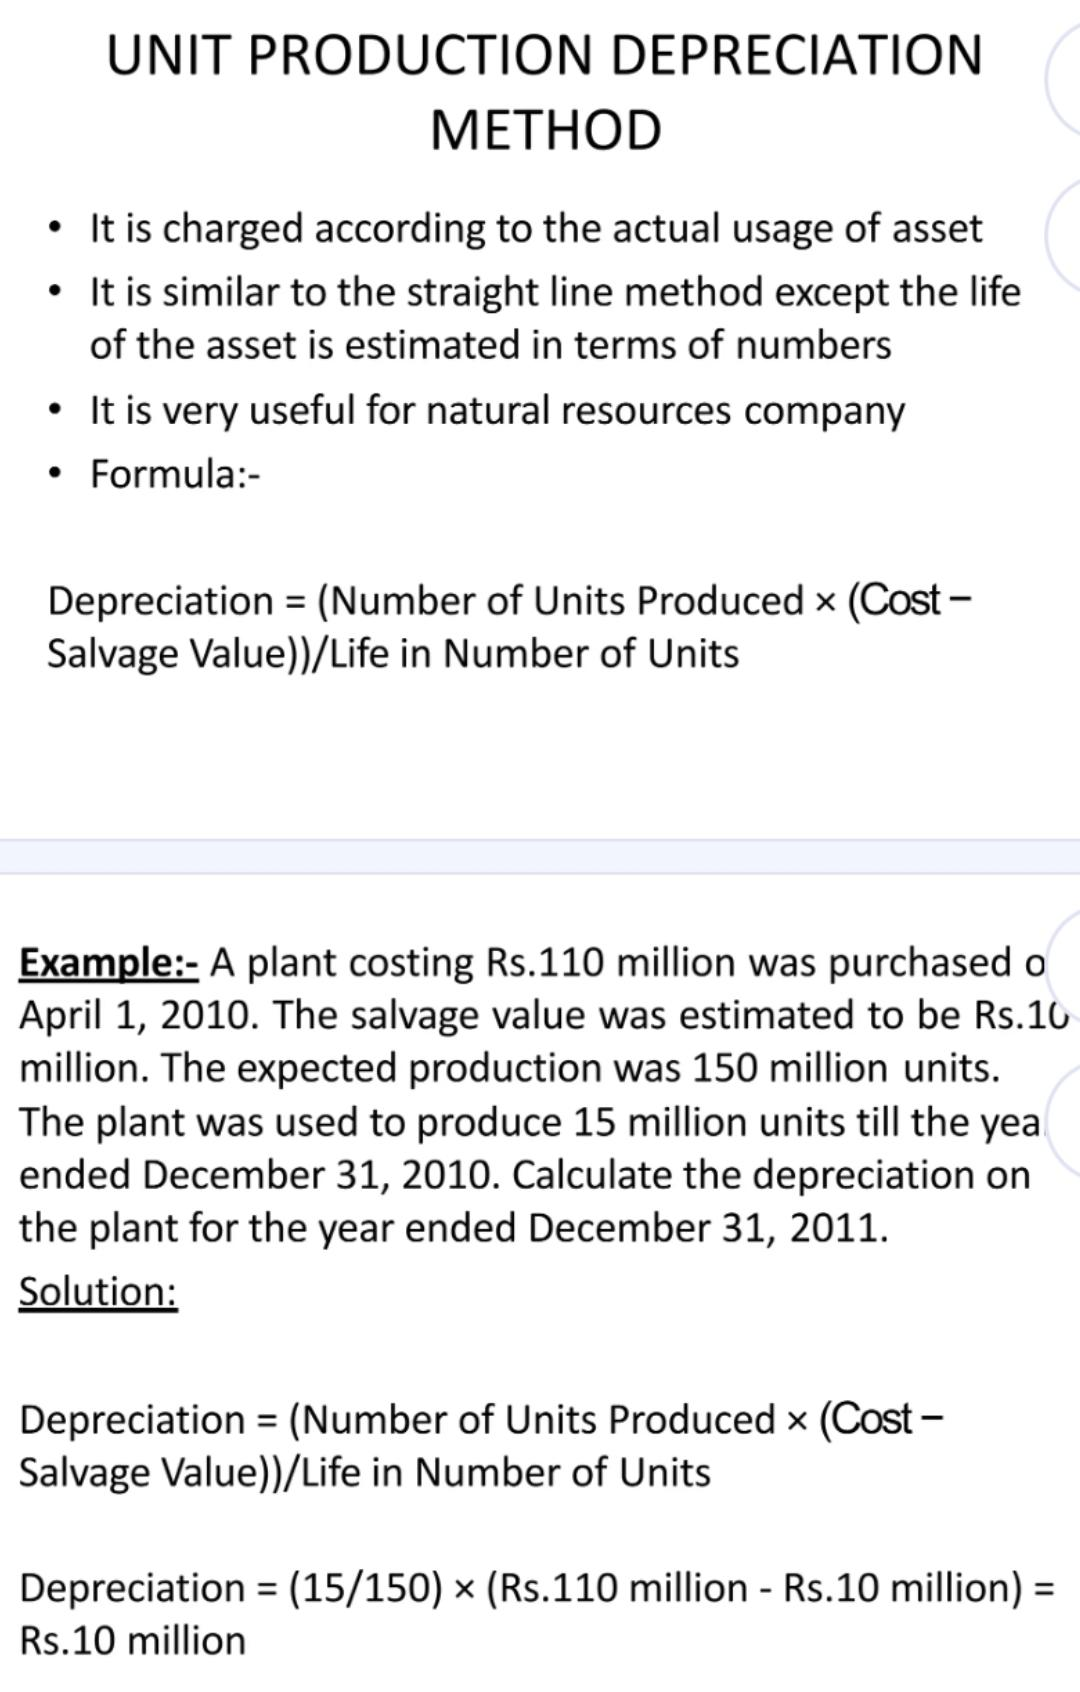 UNIT PRODUCTION DEPRECIATION
METHOD
• It is charged according to the actual usage of asset
• It is similar to the straight line method except the life
of the asset is estimated in terms of numbers
• It is very useful for natural resources company
• Formula:-
Depreciation = (Number of Units Produced × (Cost –
Salvage Value))/Life in Number of Units
Example:- A plant costing Rs.110 million was purchased o
April 1, 2010. The salvage value was estimated to be Rs.10
million. The expected production was 150 million units.
The plant was used to produce 15 million units till the yea
ended December 31, 2010. Calculate the depreciation on
the plant for the year ended December 31, 2011.
Solution:
Depreciation = (Number of Units Produced × (Cost –
Salvage Value))/Life in Number of Units
Depreciation = (15/150) × (Rs.110 million - Rs.10 million) =
Rs.10 million